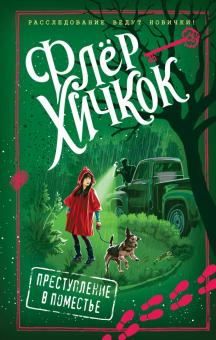 РАССЛЕДОВАНИЕ ВЕДУТ НОВИЧКИ!
ФЛЁР
ХИЧКОК
ПРЕСТУПЛЕНИЕ
В ПОМЕСТЬЕ